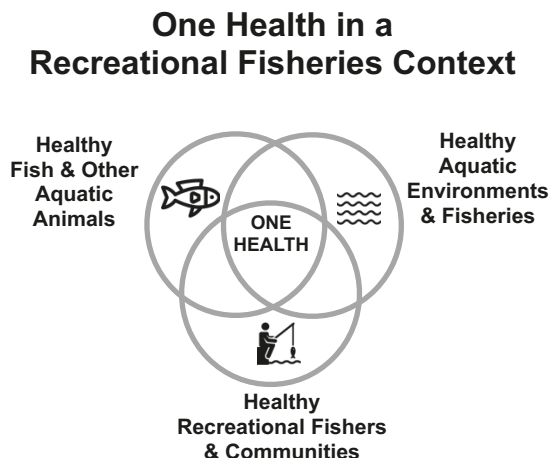 One Health in a
Recreational Fisheries Context
Healthy
Fish & Other
Aquatic
Animals
Healthy
Aquatic
Environments
& Fisheries
ONE
HEALTH
Healthy
Recreational Fishers
& Communities